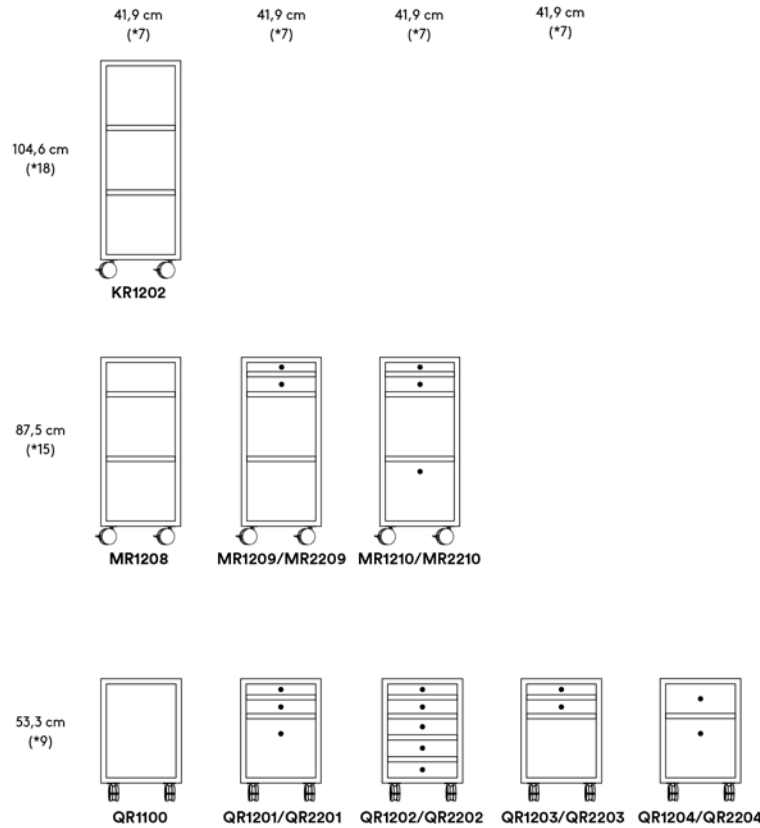 41,9 cm
(*7)
41,9 cm
(*7)
41,9 cm
(*7)
41,9 cm
(*7)
104,6 cm
(*18)
KR1202
87,5 cm
(*15)
MR1208
MR1209/MR2209
MR1210/MR2210
53,3 cm
(*9)
QR1100
QR1201/QR2201
QR1202/QR2202
QR1203/QR2203
QR1204/QR2204